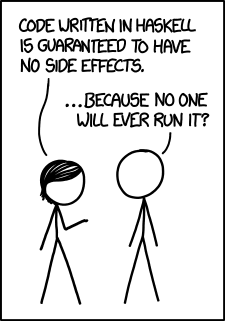 CODE WRITTEN IN HASKELL
IS GUARANTEED TO HAVE
NO SIDE EFFECTS.
...BECAUSE NO ONE
WILL EVER RUN IT?